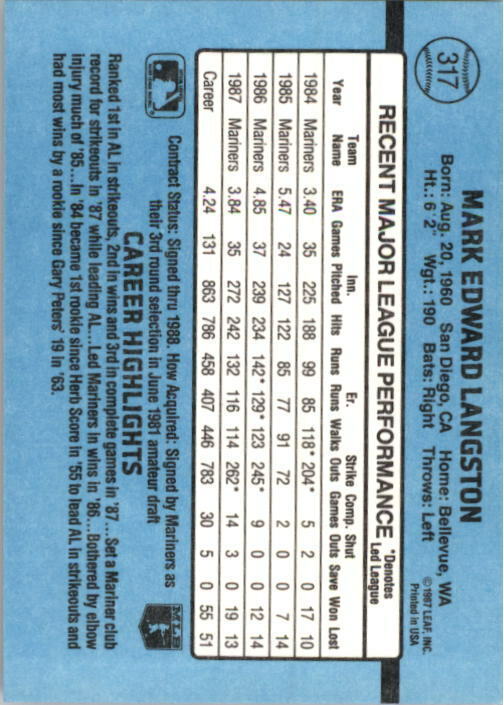 317
MARK EDWARD LANGSTON
Born: Aug. 20, 1960 San Diego, CA Home: Bellevue, WA
Ht.: 6' 2" Wgt.: 190 Bats: Right Throws: Left
©1987 LEAF, INC.
Printed in USA
RECENT MAJOR LEAGUE PERFORMANCE *Denotes Led League
Team Inn. Er. Strike Comp. Shut
Year Name ERA Games Pitched Hits Runs Runs Walks Outs Games Outs Save Won Lost
1984 Mariners 3.40 35 225 188 99 85 118* 204* 5 2 0 17 10
1985 Mariners 5.47 24 127 122 85 77 91 72 2 0 0 7 14
1986 Mariners 4.85 37 239 234 142* 129* 123 245* 9 0 0 12 14
1987 Mariners 3.84 35 272 242 132 116 114 262* 14 3 0 19 13
Career 4.24 131 863 786 458 407 446 783 30 5 0 55 51
Contract Status: Signed thru 1988. How Acquired: Signed by Mariners as
their 3rd round selection in June 1981 amateur draft
MLB
CAREER HIGHLIGHTS
Ranked 1st in AL in strikeouts, 2nd in wins and 3rd in complete games in '87...Set a Mariner club
record for strikeouts in '87 while leading AL...Led Mariners in wins in '86...Bothered by elbow
injury much of '85...In '84 became 1st rookie since Herb Score in '55 to lead AL in strikeouts and
had most wins by a rookie since Gary Peters' 19 in '63.